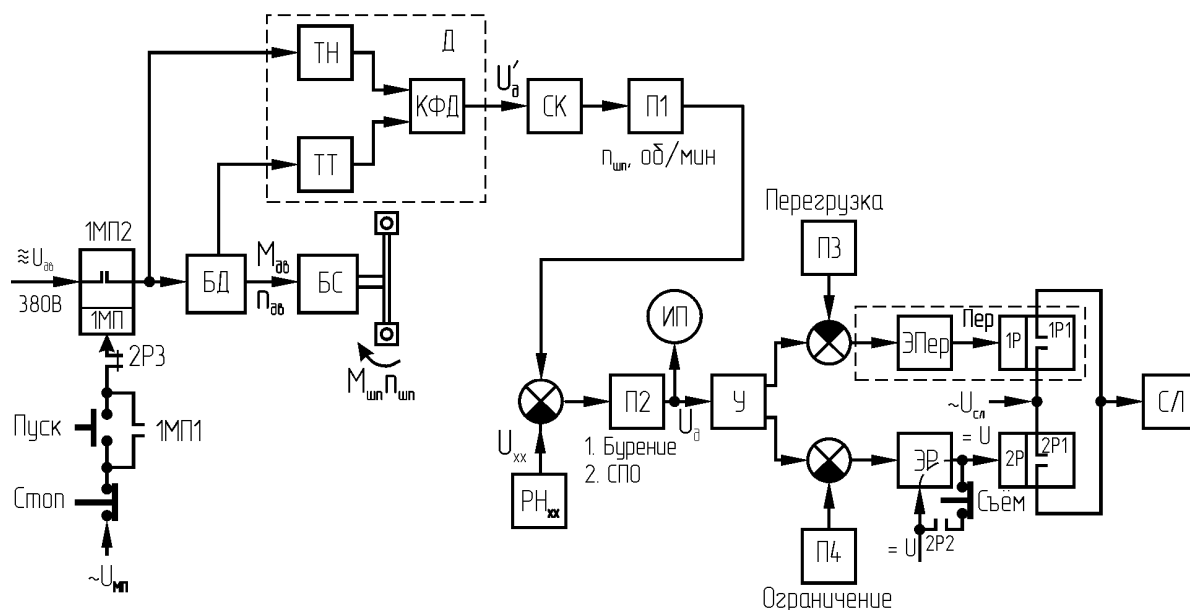 ТН
Д
КФД
U'д
СК
П1
ТТ
nшп, об/мин
Перегрузка
П3
1МП2
≈Uдв
380В
1МП
БД
Mдв
nдв
БС
Mшп nшп
2Р3
ИП
ЭПер
Пер
1Р
1Р1
Пуск
1МП1
Стоп
~Uмп
П2
Uд
У
Uхх
1. Бурение
2. СПО
РНхх
~Uсл
СЛ
= U
ЭР
2Р
2Р1
Съём
= U
2Р2
П4
Ограничение